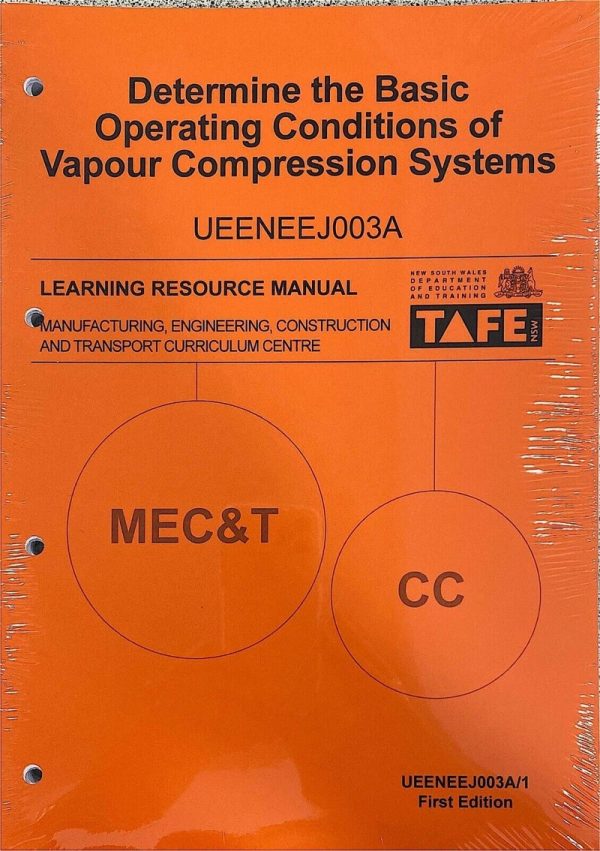 Determine the Basic
Operating Conditions of
Vapour Compression Systems
UEENEEJ003A
LEARNING RESOURCE MANUAL
MANUFACTURING, ENGINEERING, CONSTRUCTION
AND TRANSPORT CURRICULUM CENTRE
NEW SOUTH WALES
DEPARTMENT
OF EDUCATION
AND TRAINING
TAFE
NSW
MEC&T
CC
UEENEEJ003A/1
First Edition